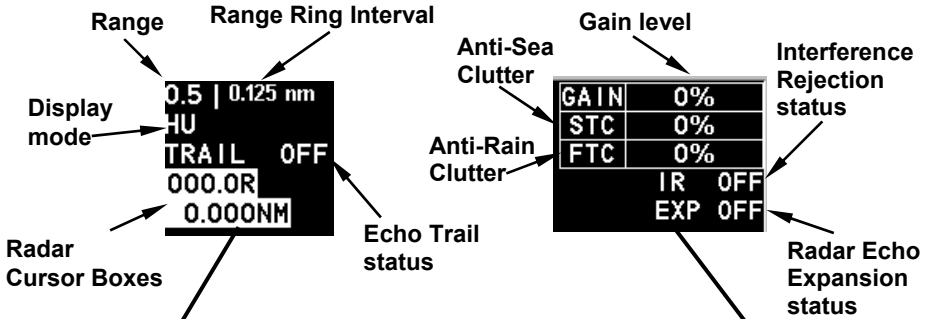 Range
Range Ring Interval
Display
mode
0.5 | 0.125 nm
HU
TRAIL OFF
000.0R
0.000NM
Radar
Cursor Boxes
Echo Trail
status
Gain level
Anti-Sea
Clutter
Anti-Rain
Clutter
GAIN 0%
STC 0%
FTC 0%
IR OFF
EXP OFF
Interference
Rejection
status
Radar Echo
Expansion
status